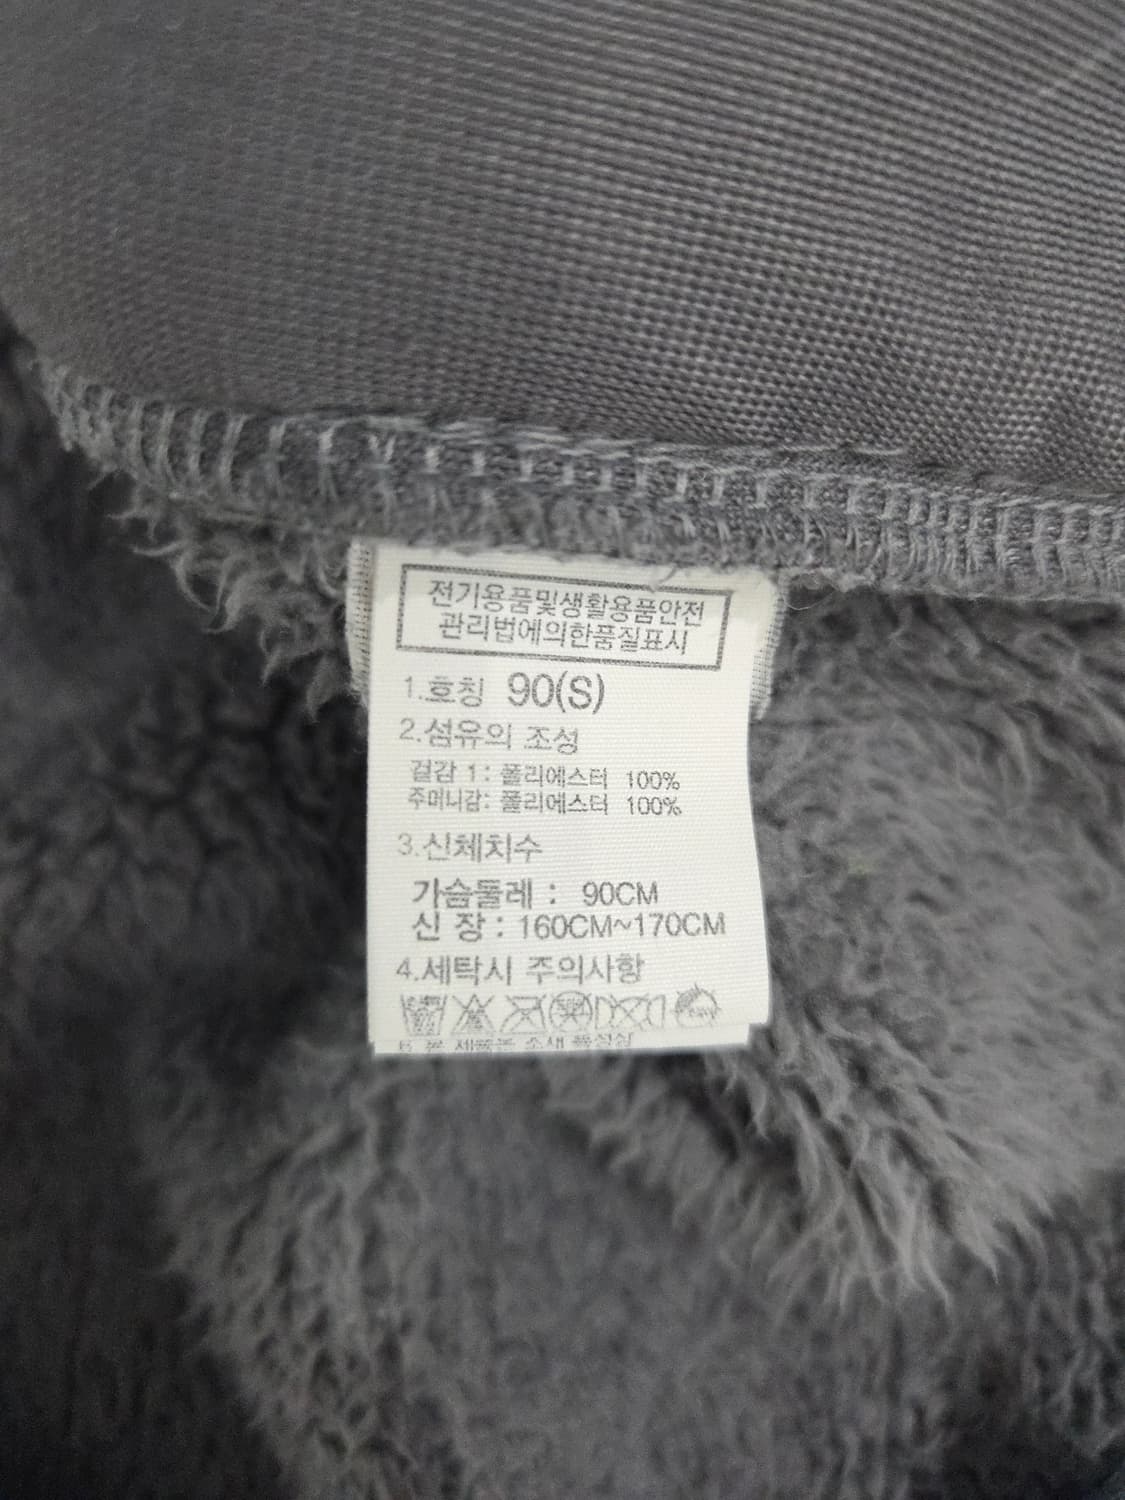 전기용품및생활용품안전
관리법에의한품질표시
1.호칭 90(S)
2.섬유의 조성
겉감 1: 폴리에스터 100%
주머니감: 폴리에스터 100%
3.신체치수
가슴둘레 : 90CM
신 장 : 160CM~170CM
4.세탁시 주의사항